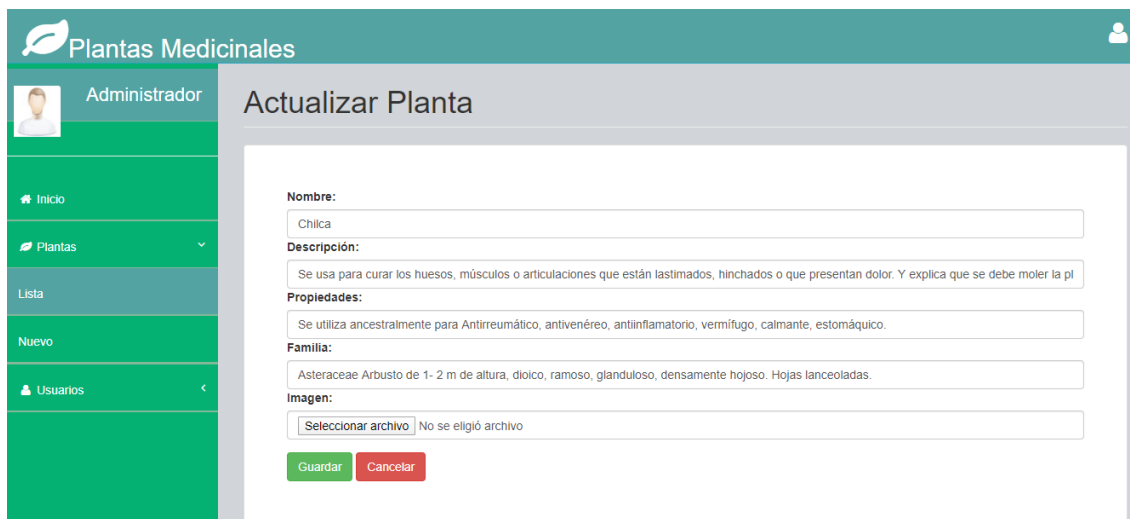 Plantas Medicinales
Administrador
Inicio
Plantas
Lista
Nuevo
Usuarios
Actualizar Planta
Nombre:
Chilca
Descripción:
Se usa para curar los huesos, músculos o articulaciones que están lastimados, hinchados o que presentan dolor. Y explica que se debe moler la pl
Propiedades:
Se utiliza ancestralmente para Antirreumático, antivenéreo, antiinflamatorio, vermífugo, calmante, estomáquico.
Familia:
Asteraceae Arbusto de 1- 2 m de altura, dioico, ramoso, glanduloso, densamente hojoso. Hojas lanceoladas.
Imagen:
Seleccionar archivo No se eligió archivo
Guardar Cancelar